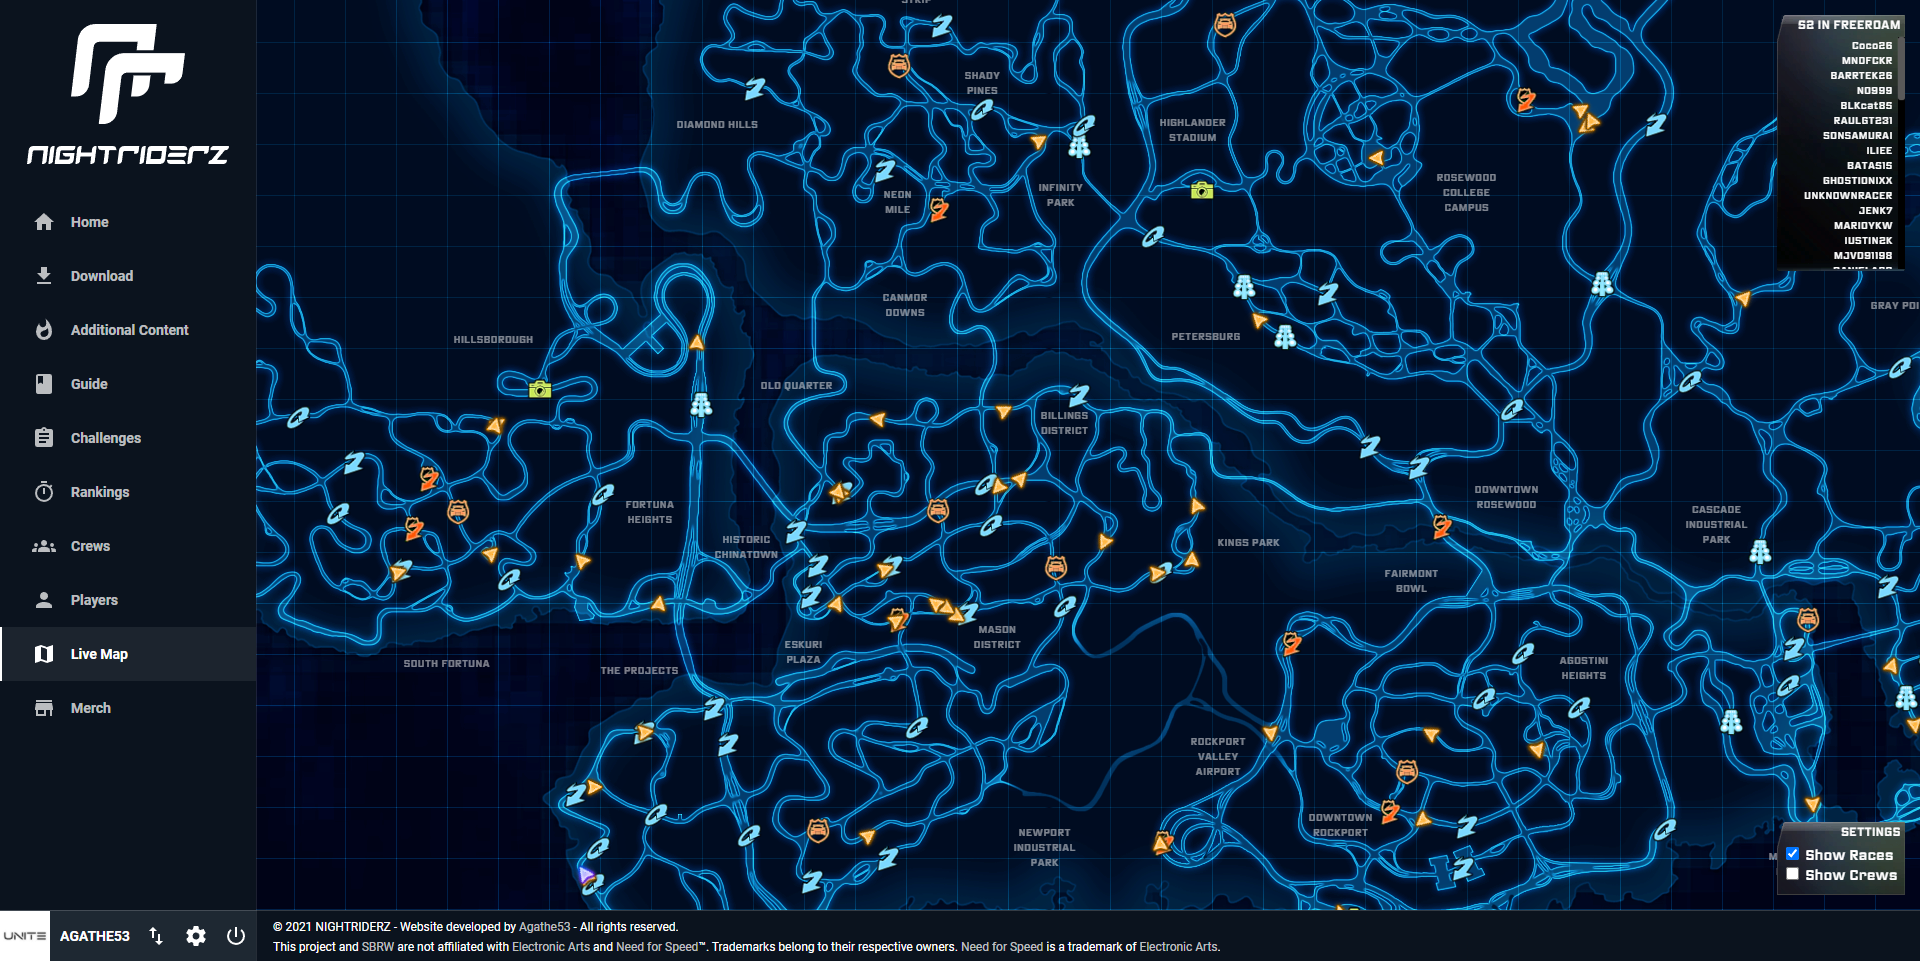 NIGHTRIDERZ
Home
Download
Additional Content
Guide
Challenges
Rankings
Crews
Players
Live Map
Merch
UNITE
AGATHE53
SHADY
PINES
DIAMOND HILLS
HIGHLANDER
STADIUM
INFINITY
PARK
NEON
MILE
ROSEWOOD
COLLEGE
CAMPUS
CANMOR
DOWNS
HILLSBOROUGH
PETERSBURG
OLD QUARTER
BILLINGS
DISTRICT
FORTUNA
HEIGHTS
HISTORIC
CHINATOWN
KINGS PARK
DOWNTOWN
ROSEWOOD
CASCADE
INDUSTRIAL
PARK
FAIRMONT
BOWL
MASON
DISTRICT
ESKURI
PLAZA
SOUTH FORTUNA
THE PROJECTS
AGOSTINI
HEIGHTS
ROCKPORT
VALLEY
AIRPORT
NEWPORT
INDUSTRIAL
PARK
DOWNTOWN
ROCKPORT
52 IN FREEROAM
Coco26
MNDFCKR
BARRTEK26
NO999
BLKcat85
RAULGT231
SONSAMURAI
ILIEE
BATAS15
GHOSTIONIXX
UNKNOWNRACER
JENK7
MARIOYKW
IUSTIN2K
MJVO91198
SETTINGS
Show Races
Show Crews
© 2021 NIGHTRIDERZ - Website developed by Agathe53 - All rights reserved.
This project and SBRW are not affiliated with Electronic Arts and Need for Speed™. Trademarks belong to their respective owners. Need for Speed is a trademark of Electronic Arts.